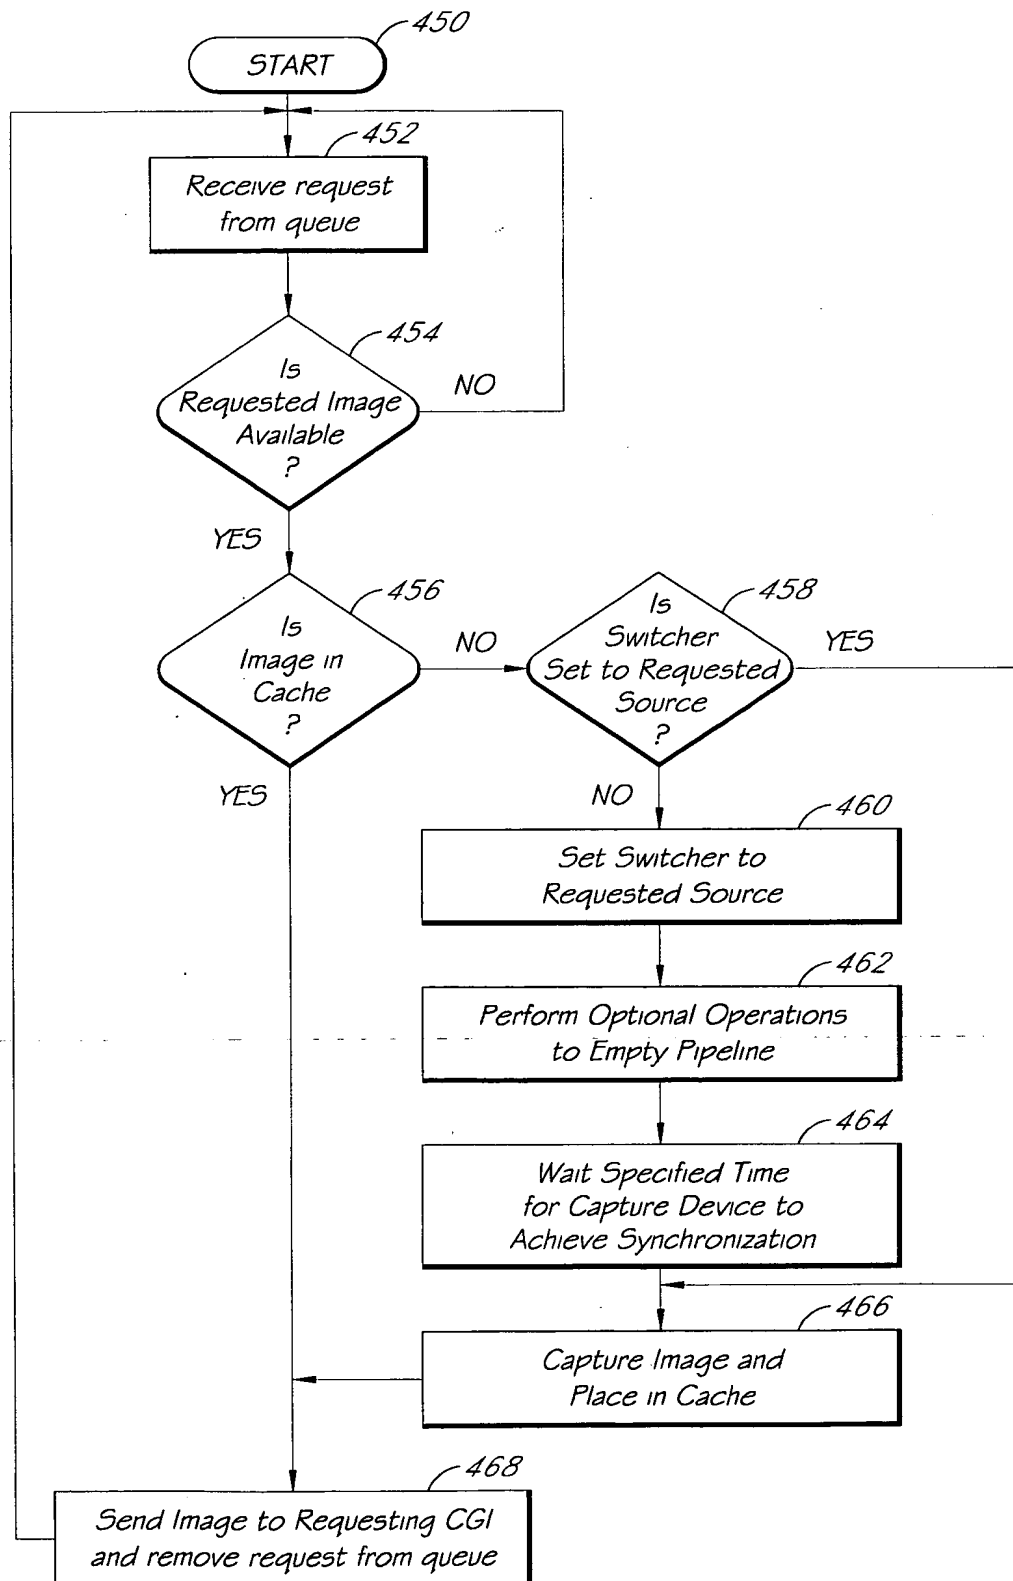 450
START
452
Receive request
from queue
454
Is
Requested Image
Available
?
NO
YES
456
Is
Image in
Cache
?
NO
458
Is
Switcher
Set to Requested
Source
?
YES
YES
NO
460
Set Switcher to
Requested Source
462
Perform Optional Operations
to Empty Pipeline
464
Wait Specified Time
for Capture Device to
Achieve Synchronization
466
Capture Image and
Place in Cache
468
Send Image to Requesting CGI
and remove request from queue